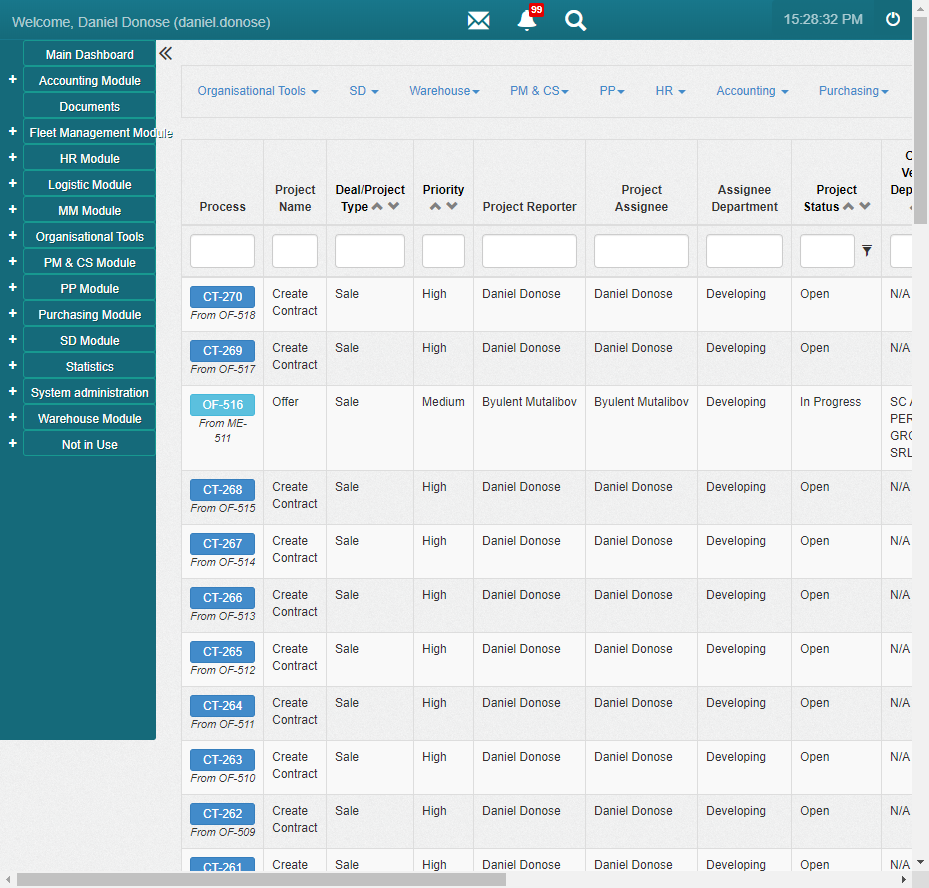 Welcome, Daniel Donose (daniel.donose)
99
15:28:32 PM
Main Dashboard
+ Accounting Module
Documents
+ Fleet Management Module
+ HR Module
+ Logistic Module
+ MM Module
+ Organisational Tools
+ PM & CS Module
+ PP Module
+ Purchasing Module
+ SD Module
+ Statistics
+ System administration
+ Warehouse Module
+ Not in Use
Organisational Tools SD Warehouse PM & CS PP HR Accounting Purchasing
Process
Project
Name
Deal/Project
Type
Priority
Project Reporter
Project
Assignee
Assignee
Department
Project
Status
CT-270 Create Sale High Daniel Donose Daniel Donose Developing Open N/A
From OF-518 Contract
CT-269 Create Sale High Daniel Donose Daniel Donose Developing Open N/A
From OF-517 Contract
OF-516 Offer Sale Medium Byulent Mutalibov Byulent Mutalibov Developing In Progress SC
From ME-
511
SRL
CT-268 Create Sale High Daniel Donose Daniel Donose Developing Open N/A
From OF-515 Contract
CT-267 Create Sale High Daniel Donose Daniel Donose Developing Open N/A
From OF-514 Contract
CT-266 Create Sale High Daniel Donose Daniel Donose Developing Open N/A
From OF-513 Contract
CT-265 Create Sale High Daniel Donose Daniel Donose Developing Open N/A
From OF-512 Contract
CT-264 Create Sale High Daniel Donose Daniel Donose Developing Open N/A
From OF-511 Contract
CT-263 Create Sale High Daniel Donose Daniel Donose Developing Open N/A
From OF-510 Contract
CT-262 Create Sale High Daniel Donose Daniel Donose Developing Open N/A
From OF-509 Contract
CT-261 Create Sale High Daniel Donose Daniel Donose Developing Open N/A